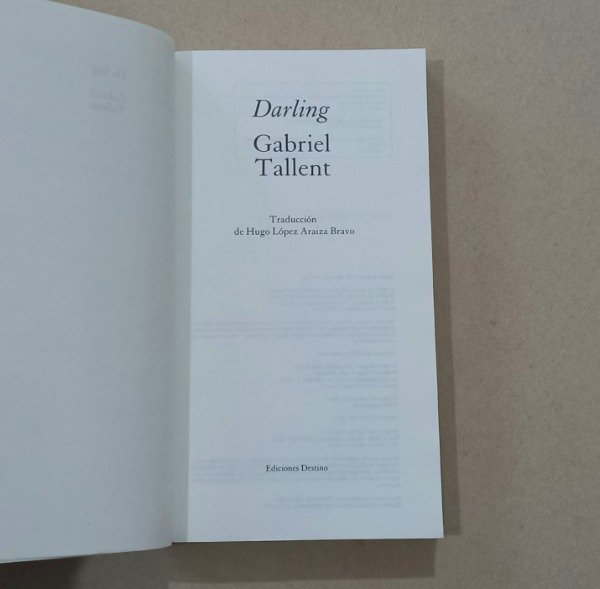 Darling
Gabriel
Tallent
Traducción
de Hugo López Araiza Bravo
Ediciones Destino